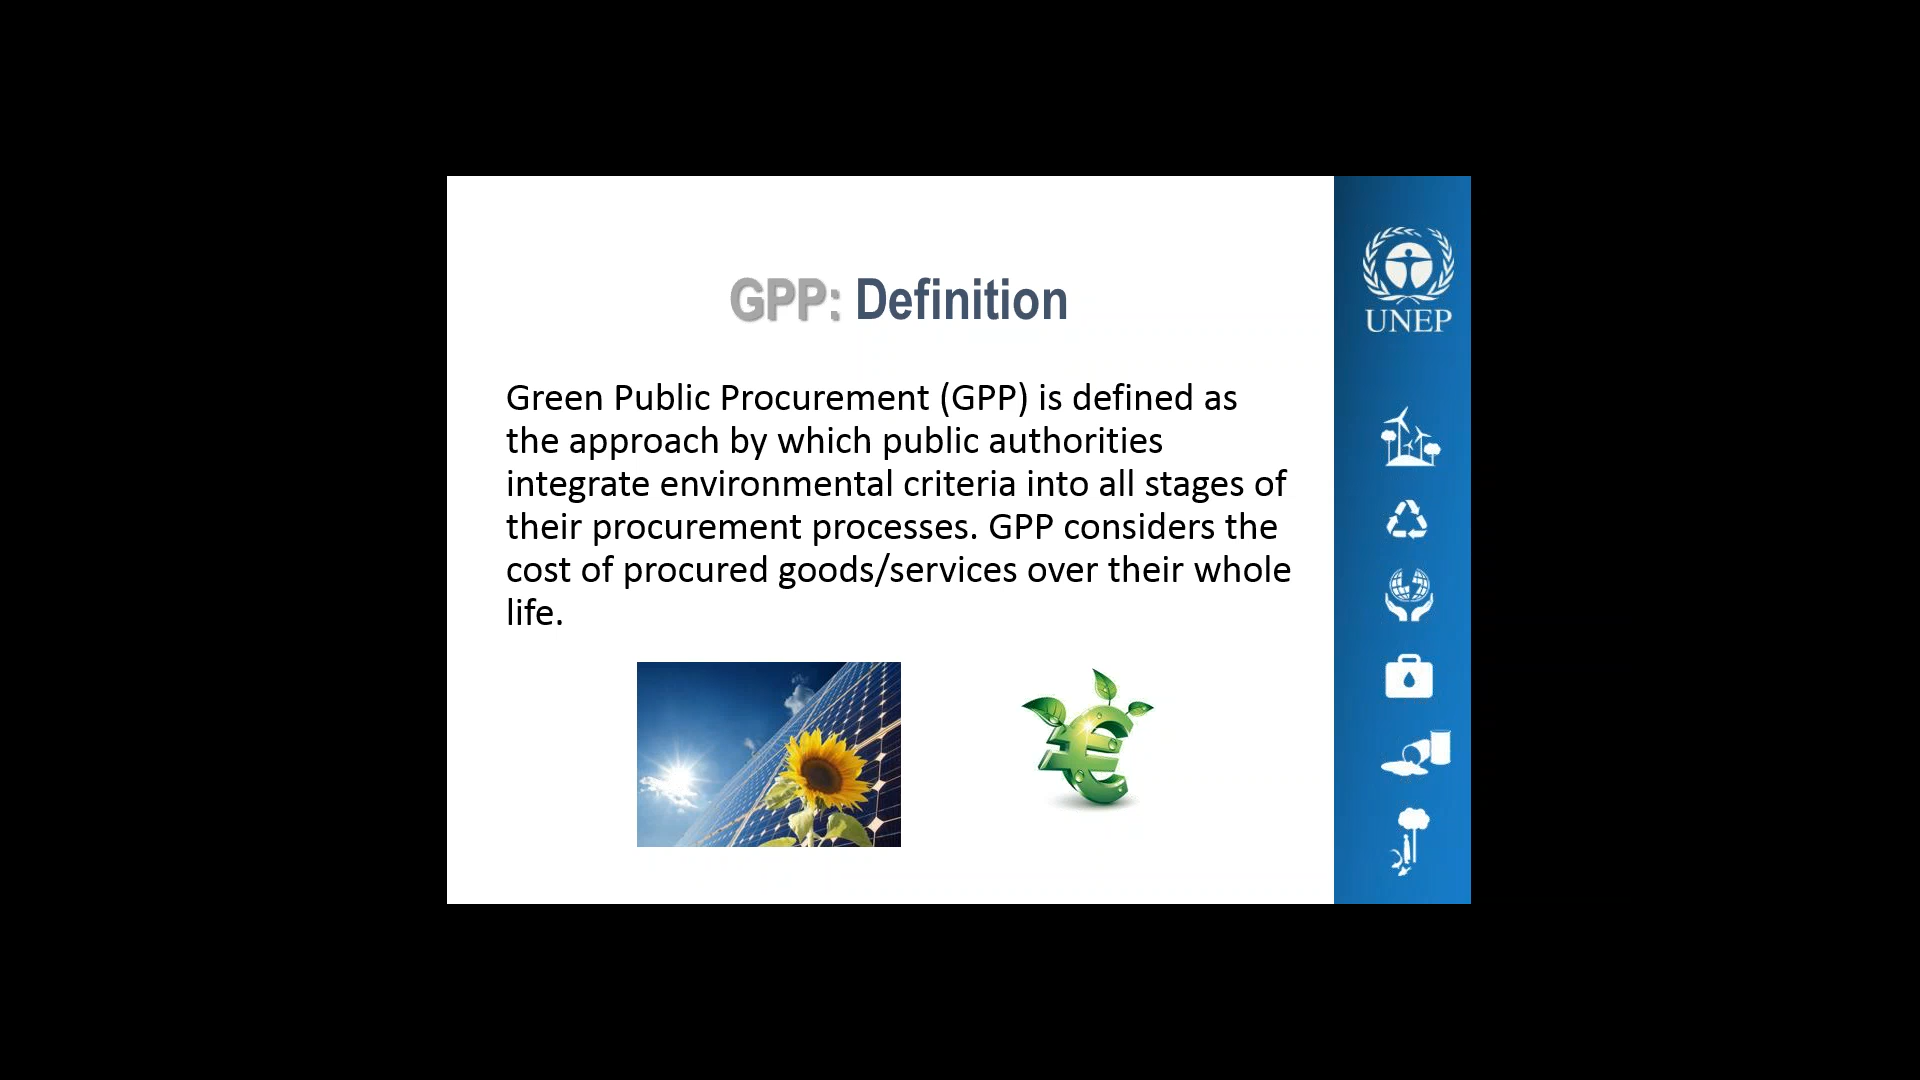 GPP: Definition
Green Public Procurement (GPP) is defined as
the approach by which public authorities
integrate environmental criteria into all stages of
their procurement processes. GPP considers the
cost of procured goods/services over their whole
life.
UNEP